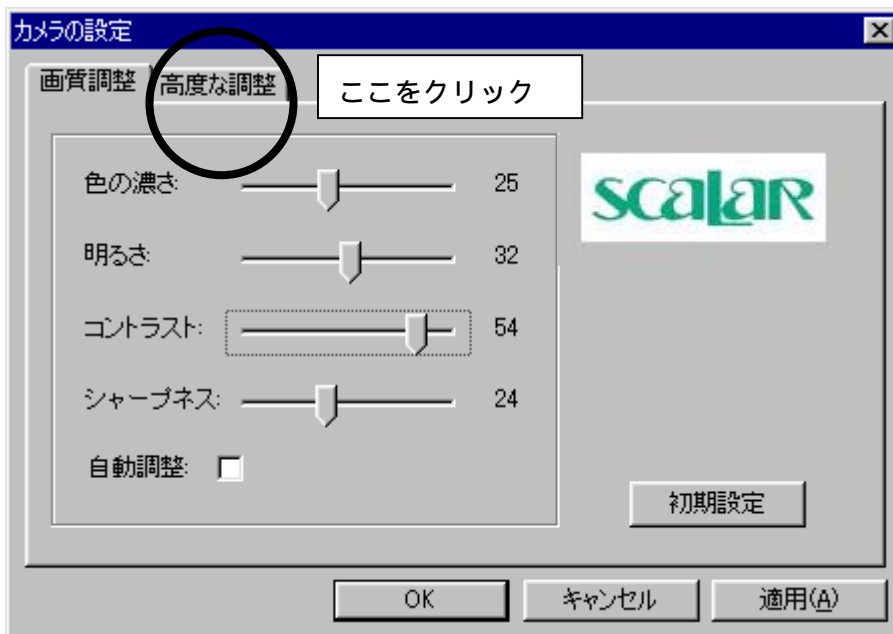 カメラの設定
画質調整 高度な調整 ここをクリック
色の濃さ: 25
scalar
明るさ: 32
コントラスト: 54
シャープネス: 24
自動調整:
初期設定
OK キャンセル 適用(A)